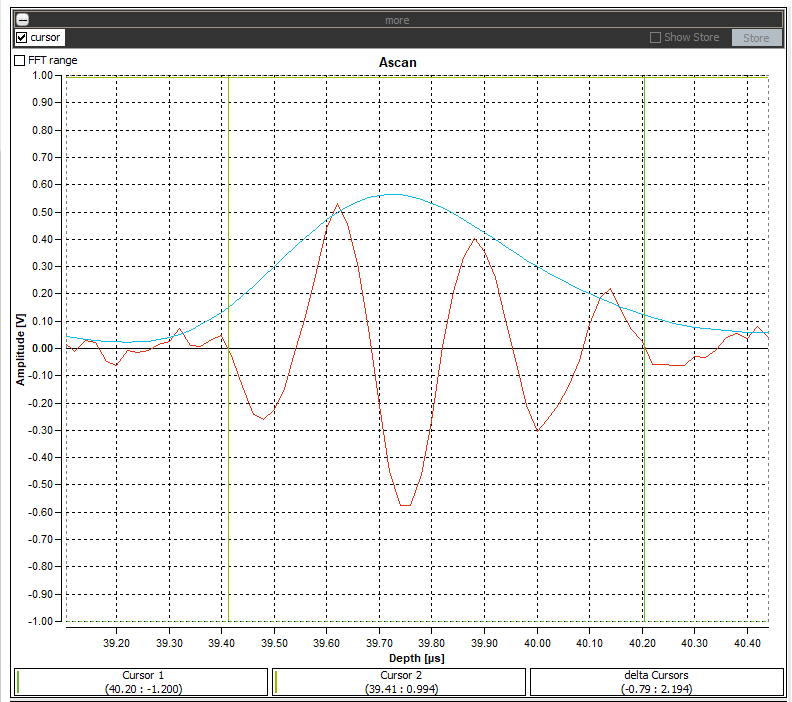 more
cursor
Show Store
Store
FFT range
Ascan
1.00
0.90
0.80
0.70
0.60
0.50
0.40
0.30
0.20
0.10
0.00
-0.10
-0.20
-0.30
-0.40
-0.50
-0.60
-0.70
-0.80
-0.90
-1.00
Amplitude [V]
39.20 39.30 39.40 39.50 39.60 39.70 39.80 39.90 40.00 40.10 40.20 40.30 40.40
Depth [µs]
Cursor 1
(40.20 : -1.200)
Cursor 2
(39.41 : 0.994)
delta Cursors
(-0.79 : 2.194)